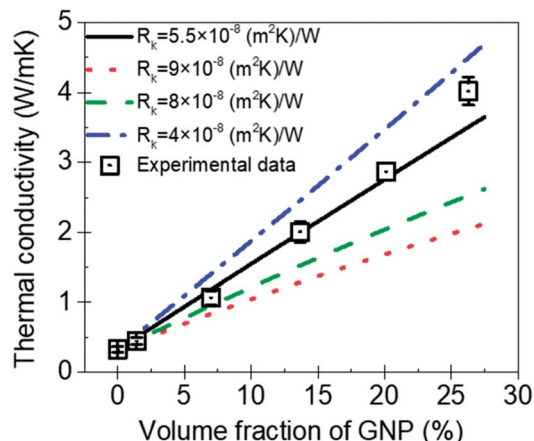 5
4
3
2
1
0
Thermal conductivity (W/mK)
Rₖ=5.5×10⁻⁸ (m²K)/W
Rₖ=9×10⁻⁸ (m²K)/W
Rₖ=8×10⁻⁸ (m²K)/W
Rₖ=4×10⁻⁸ (m²K)/W
Experimental data
0 5 10 15 20 25 30
Volume fraction of GNP (%)